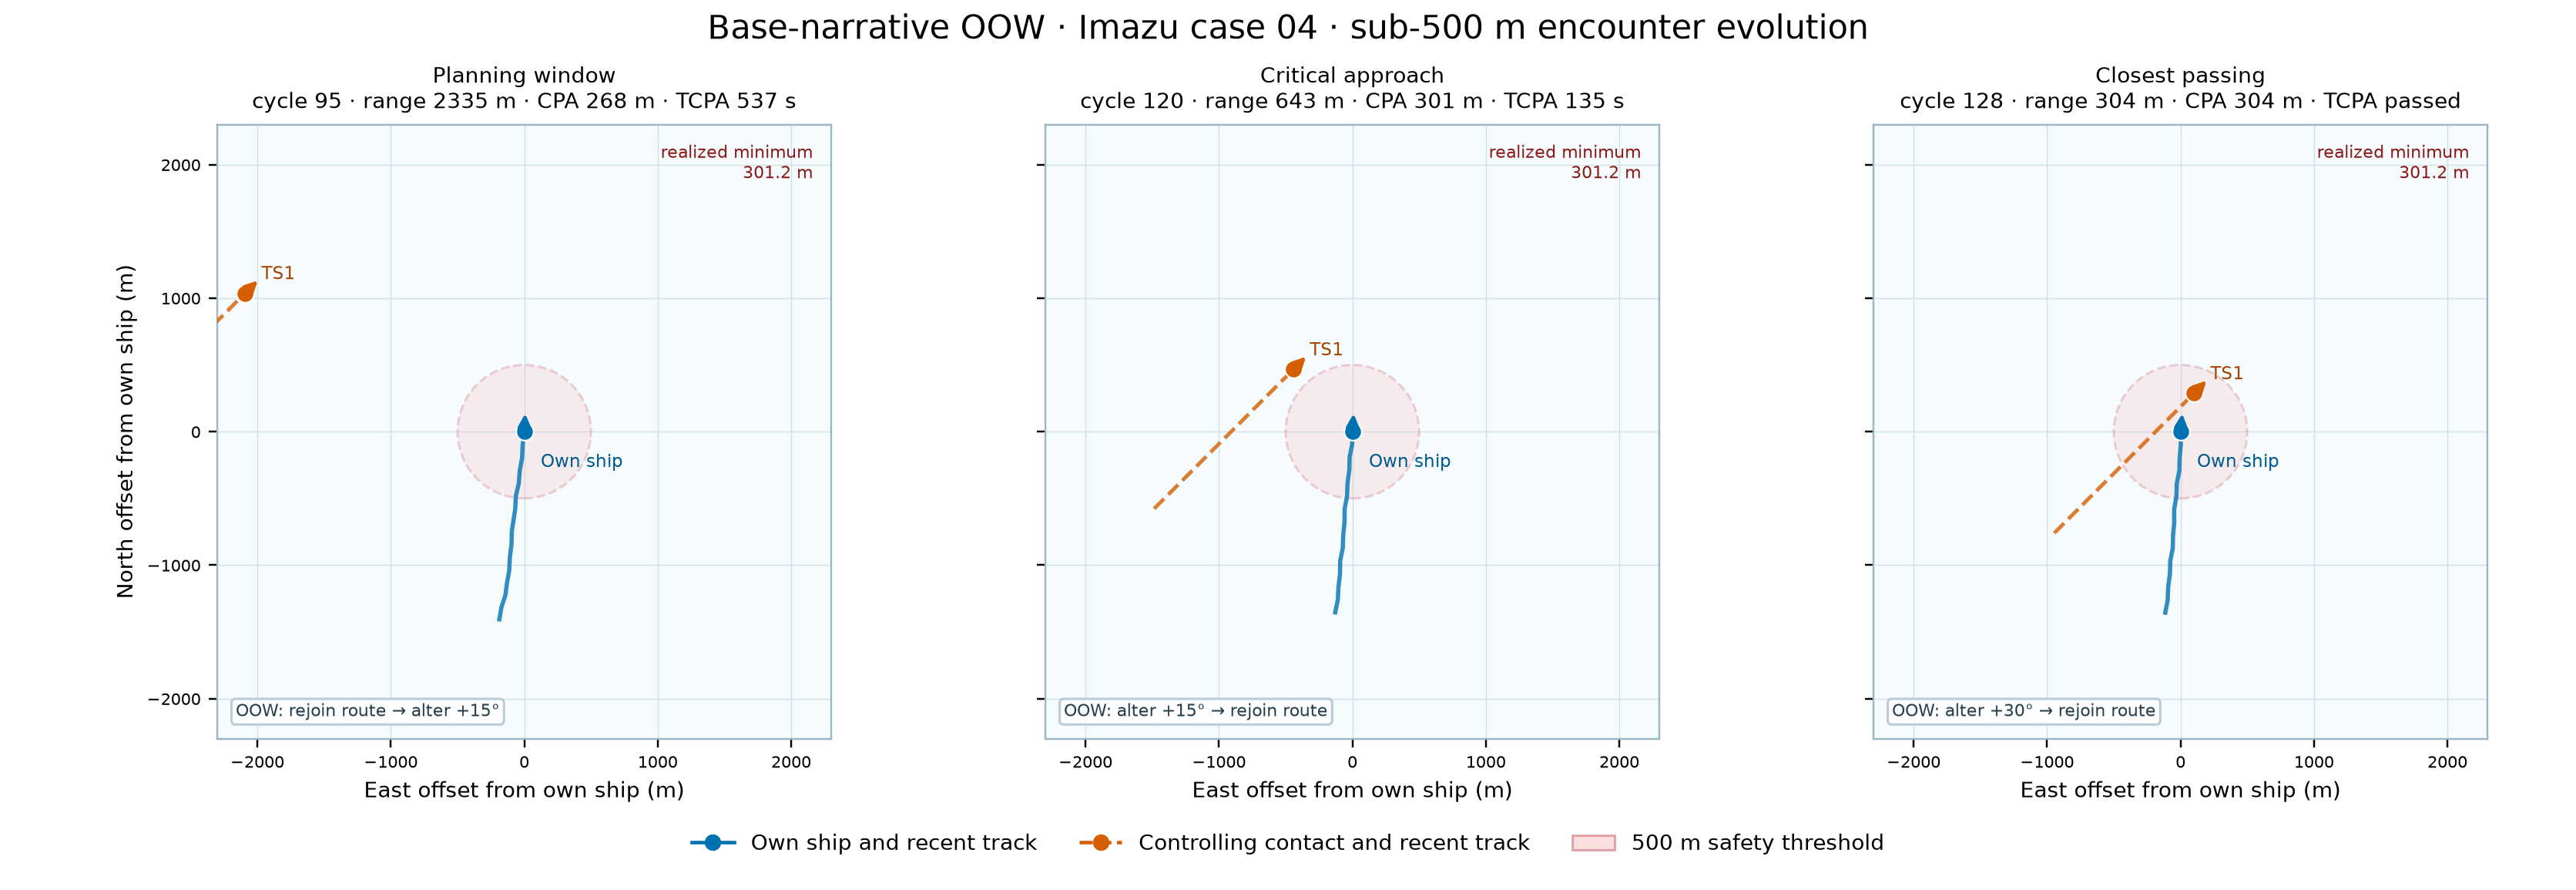 Base-narrative OOW · Imazu case 04 · sub-500 m encounter evolution
Planning window
cycle 95 · range 2335 m · CPA 268 m · TCPA 537 s
realized minimum
301.2 m
TS1
Own ship
OOW: rejoin route → alter +15°
2000
1000
0
−1000
−2000
North offset from own ship (m)
−2000 −1000 0 1000 2000
East offset from own ship (m)
Critical approach
cycle 120 · range 643 m · CPA 301 m · TCPA 135 s
realized minimum
301.2 m
TS1
Own ship
OOW: alter +15° → rejoin route
−2000 −1000 0 1000 2000
East offset from own ship (m)
Closest passing
cycle 128 · range 304 m · CPA 304 m · TCPA passed
realized minimum
301.2 m
TS1
Own ship
OOW: alter +30° → rejoin route
−2000 −1000 0 1000 2000
East offset from own ship (m)
Own ship and recent track
Controlling contact and recent track
500 m safety threshold